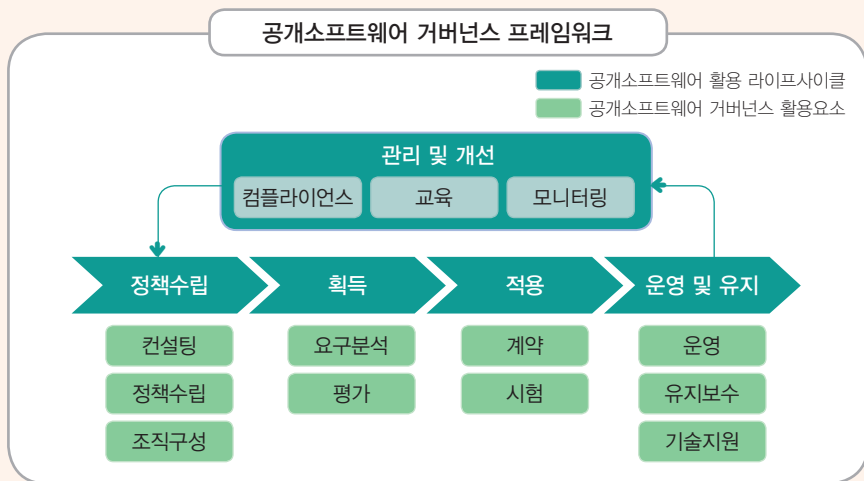 공개소프트웨어 거버넌스 프레임워크
공개소프트웨어 활용 라이프사이클
공개소프트웨어 거버넌스 활용요소
관리 및 개선
컴플라이언스 교육 모니터링
정책수립 획득 적용 운영 및 유지
컨설팅 요구분석 계약 운영
정책수립 평가 시험 유지보수
조직구성 기술지원